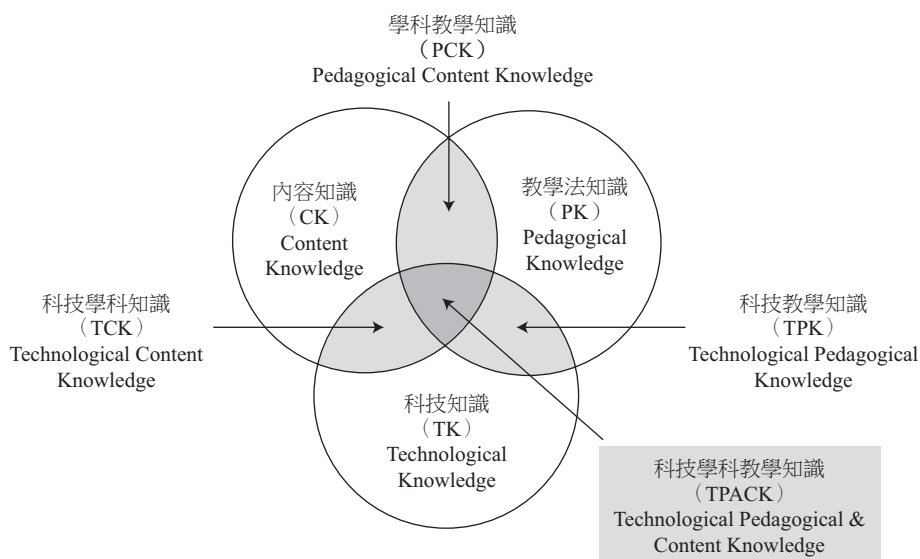 學科教學知識
（PCK）
Pedagogical Content Knowledge
內容知識
（CK）
Content
Knowledge
教學法知識
（PK）
Pedagogical
Knowledge
科技學科知識
（TCK）
Technological Content
Knowledge
科技教學知識
（TPK）
Technological Pedagogical
Knowledge
科技知識
（TK）
Technological
Knowledge
科技學科教學知識
（TPACK）
Technological Pedagogical &
Content Knowledge